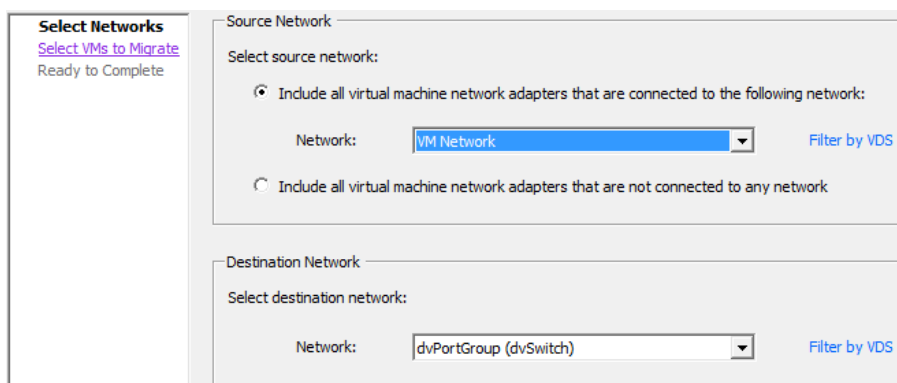 Select Networks
Select VMs to Migrate
Ready to Complete
Source Network
Select source network:
Include all virtual machine network adapters that are connected to the following network:
Network: VM Network Filter by VDS
Include all virtual machine network adapters that are not connected to any network
Destination Network
Select destination network:
Network: dvPortGroup (dvSwitch) Filter by VDS